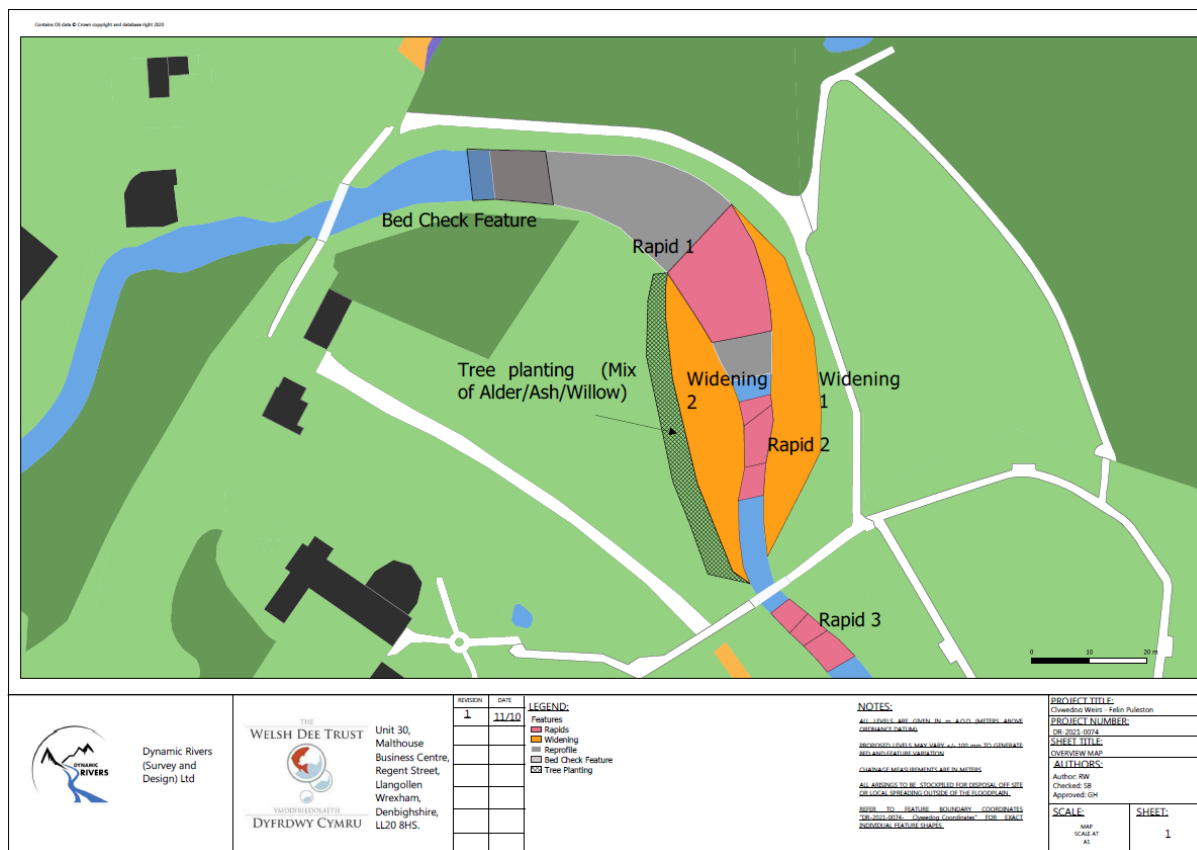 Contains OS data © Crown copyright and database right 2020
Bed Check Feature
Rapid 1
Tree planting (Mix
of Alder/Ash/Willow)
Widening
2
Widening
1
Rapid 2
Rapid 3
0 10 20 m
DYNAMIC
RIVERS
Dynamic Rivers
(Survey and
Design) Ltd
THE
WELSH DEE TRUST
YMDDIRIEDOLAETH
DYFRDWY CYMRU
Unit 30,
Malthouse
Business Centre,
Regent Street,
Llangollen
Wrexham,
Denbighshire,
LL20 8HS.
REVISION DATE
1 11/10
LEGEND:
Features
Rapids
Widening
Reprofile
Bed Check Feature
Tree Planting
NOTES:
ALL LEVELS ARE GIVEN IN m A.O.D (METERS ABOVE
ORDNANCE DATUM)
PROPOSED LEVELS MAY VARY +/- 100 mm TO GENERATE
BED AND FEATURE VARIATION
CHAINAGE MEASUREMENTS ARE IN METERS
ALL ARISINGS TO BE STOCKPILED FOR DISPOSAL OFF SITE
OR LOCAL SPREADING OUTSIDE OF THE FLOODPLAIN.
REFER TO FEATURE BOUNDARY COORDINATES
"DR-2021-0074- Clywedog Coordinates" FOR EXACT
INDIVIDUAL FEATURE SHAPES.
PROJECT TITLE:
Clywedog Weirs - Felin Puleston
PROJECT NUMBER:
DR-2021-0074
SHEET TITLE:
OVERVIEW MAP
AUTHORS:
Author: RW
Checked: SB
Approved: GH
SCALE:
MAP
SCALE AT
A1
SHEET:
1